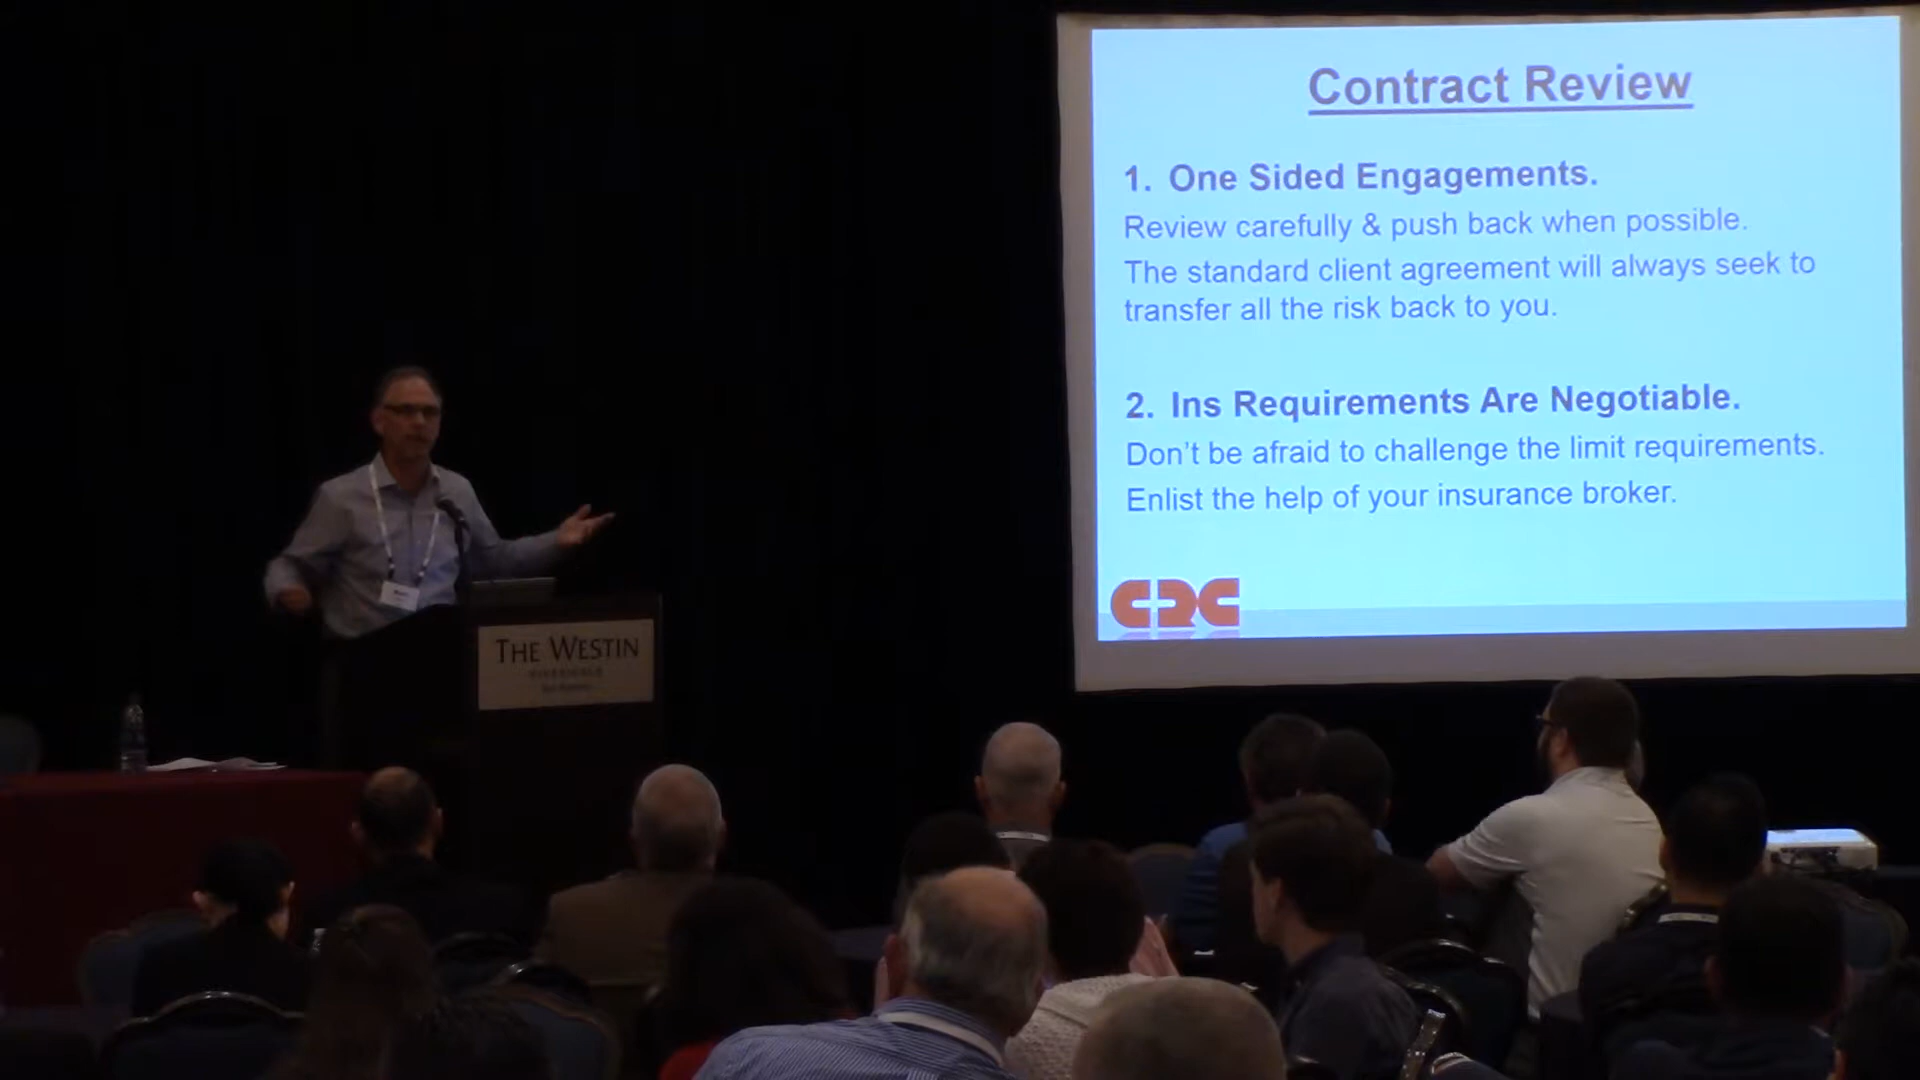 Contract Review
1. One Sided Engagements.
Review carefully & push back when possible.
The standard client agreement will always seek to
transfer all the risk back to you.
2. Ins Requirements Are Negotiable.
Don't be afraid to challenge the limit requirements.
Enlist the help of your insurance broker.
CRC
THE WESTIN